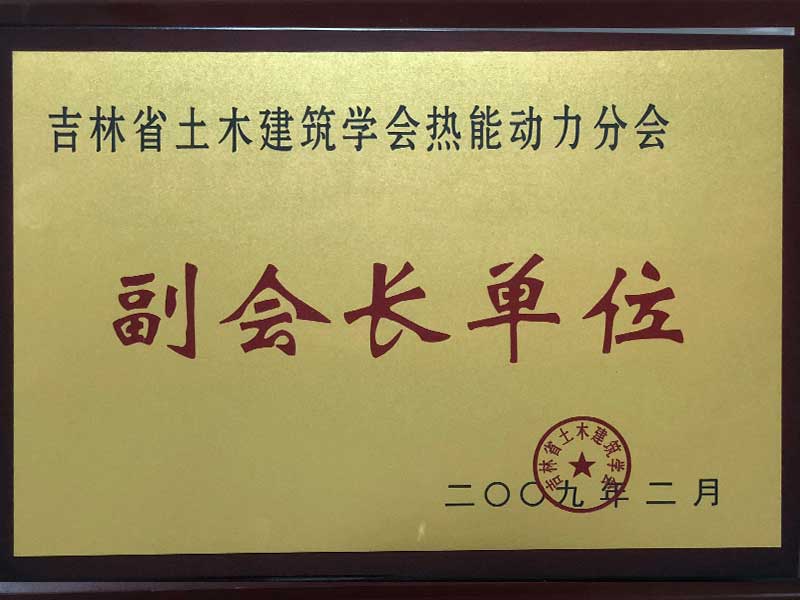 吉林省土木建筑学会热能动力分会
副会长单位
吉林省土木建筑学会
二〇〇九年二月